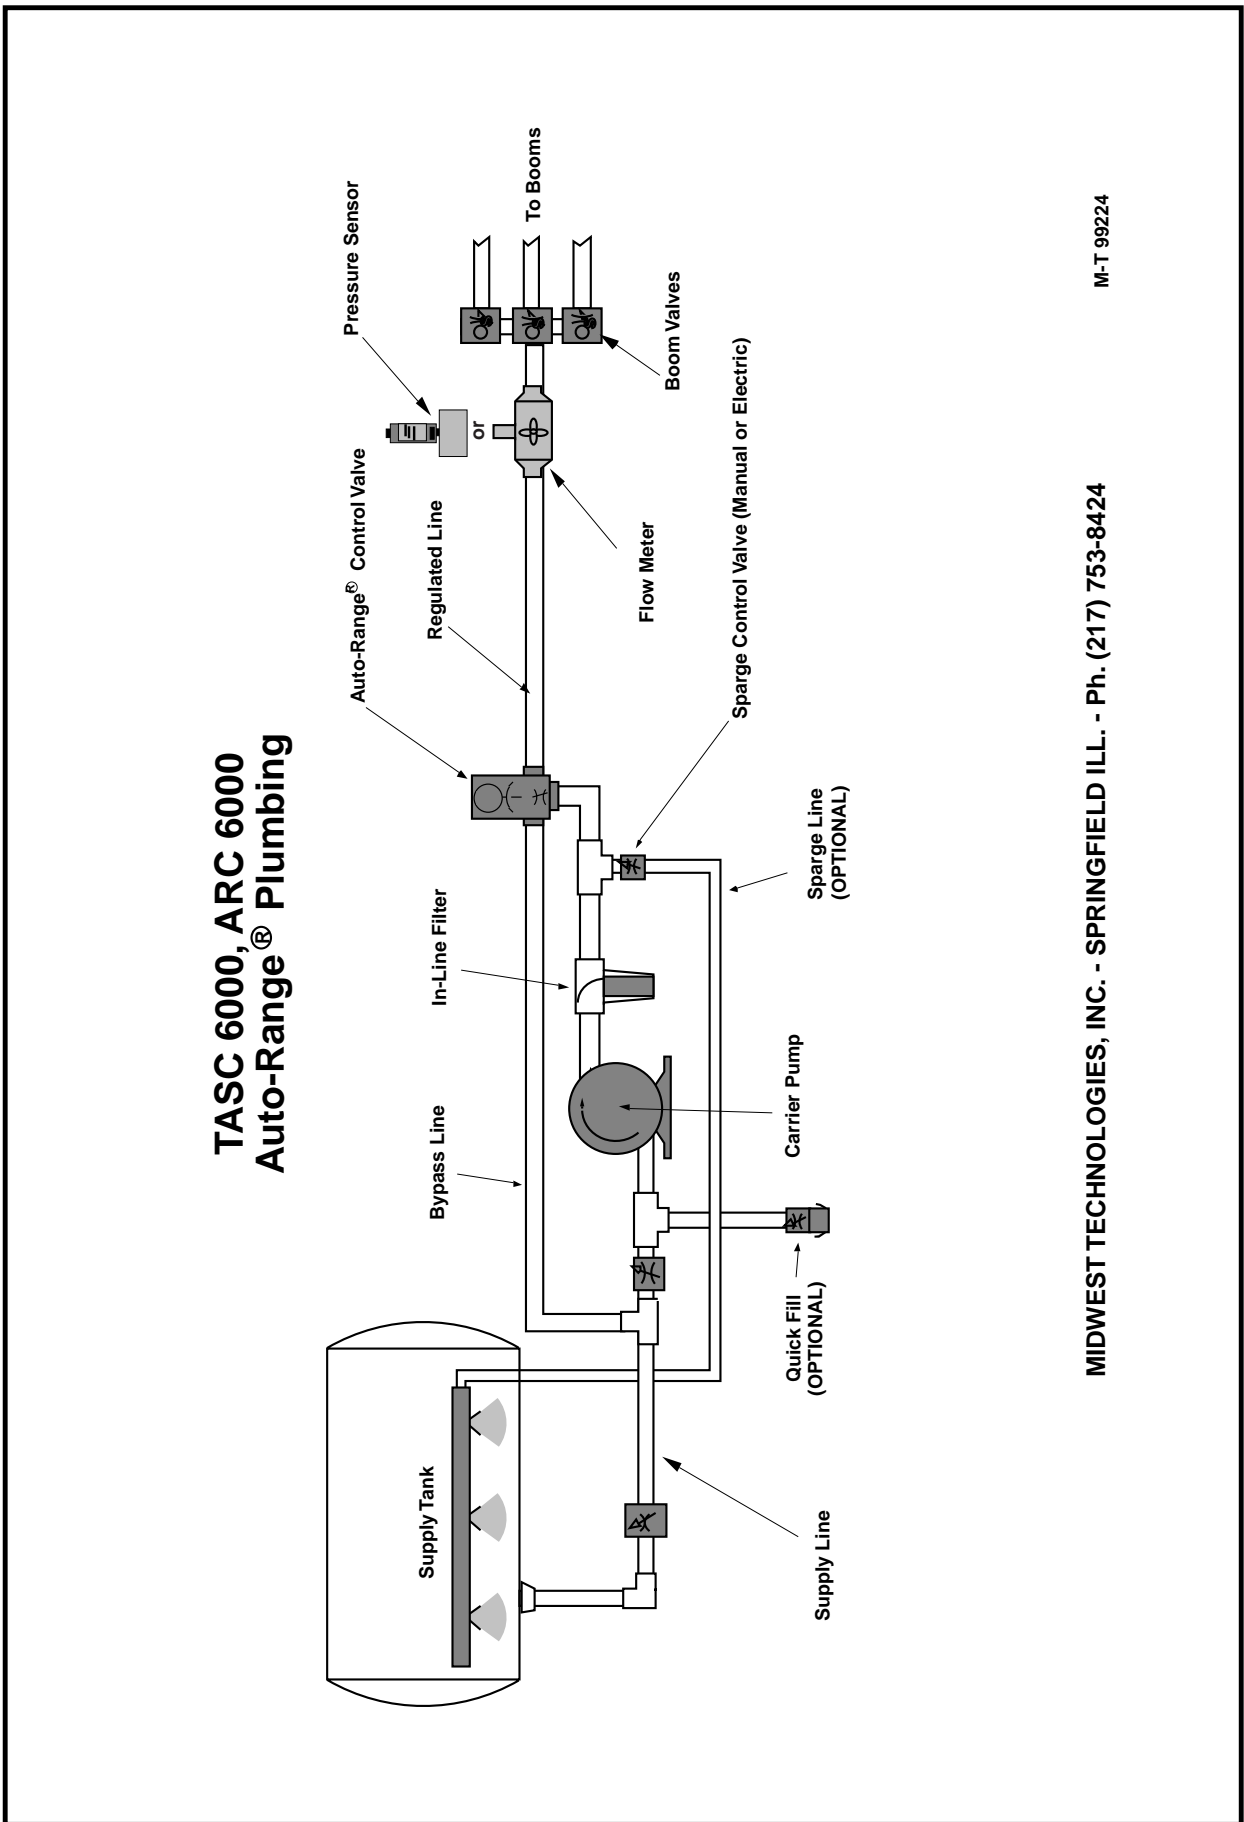 TASC 6000, ARC 6000
Auto-Range® Plumbing
Pressure Sensor
To Booms
Auto-Range® Control Valve
or
Boom Valves
Regulated Line
Flow Meter
Sparge Control Valve (Manual or Electric)
In-Line Filter
Sparge Line
(OPTIONAL)
Bypass Line
Carrier Pump
Quick Fill
(OPTIONAL)
Supply Tank
Supply Line
MIDWEST TECHNOLOGIES, INC. - SPRINGFIELD ILL. - Ph. (217) 753-8424
M-T 99224